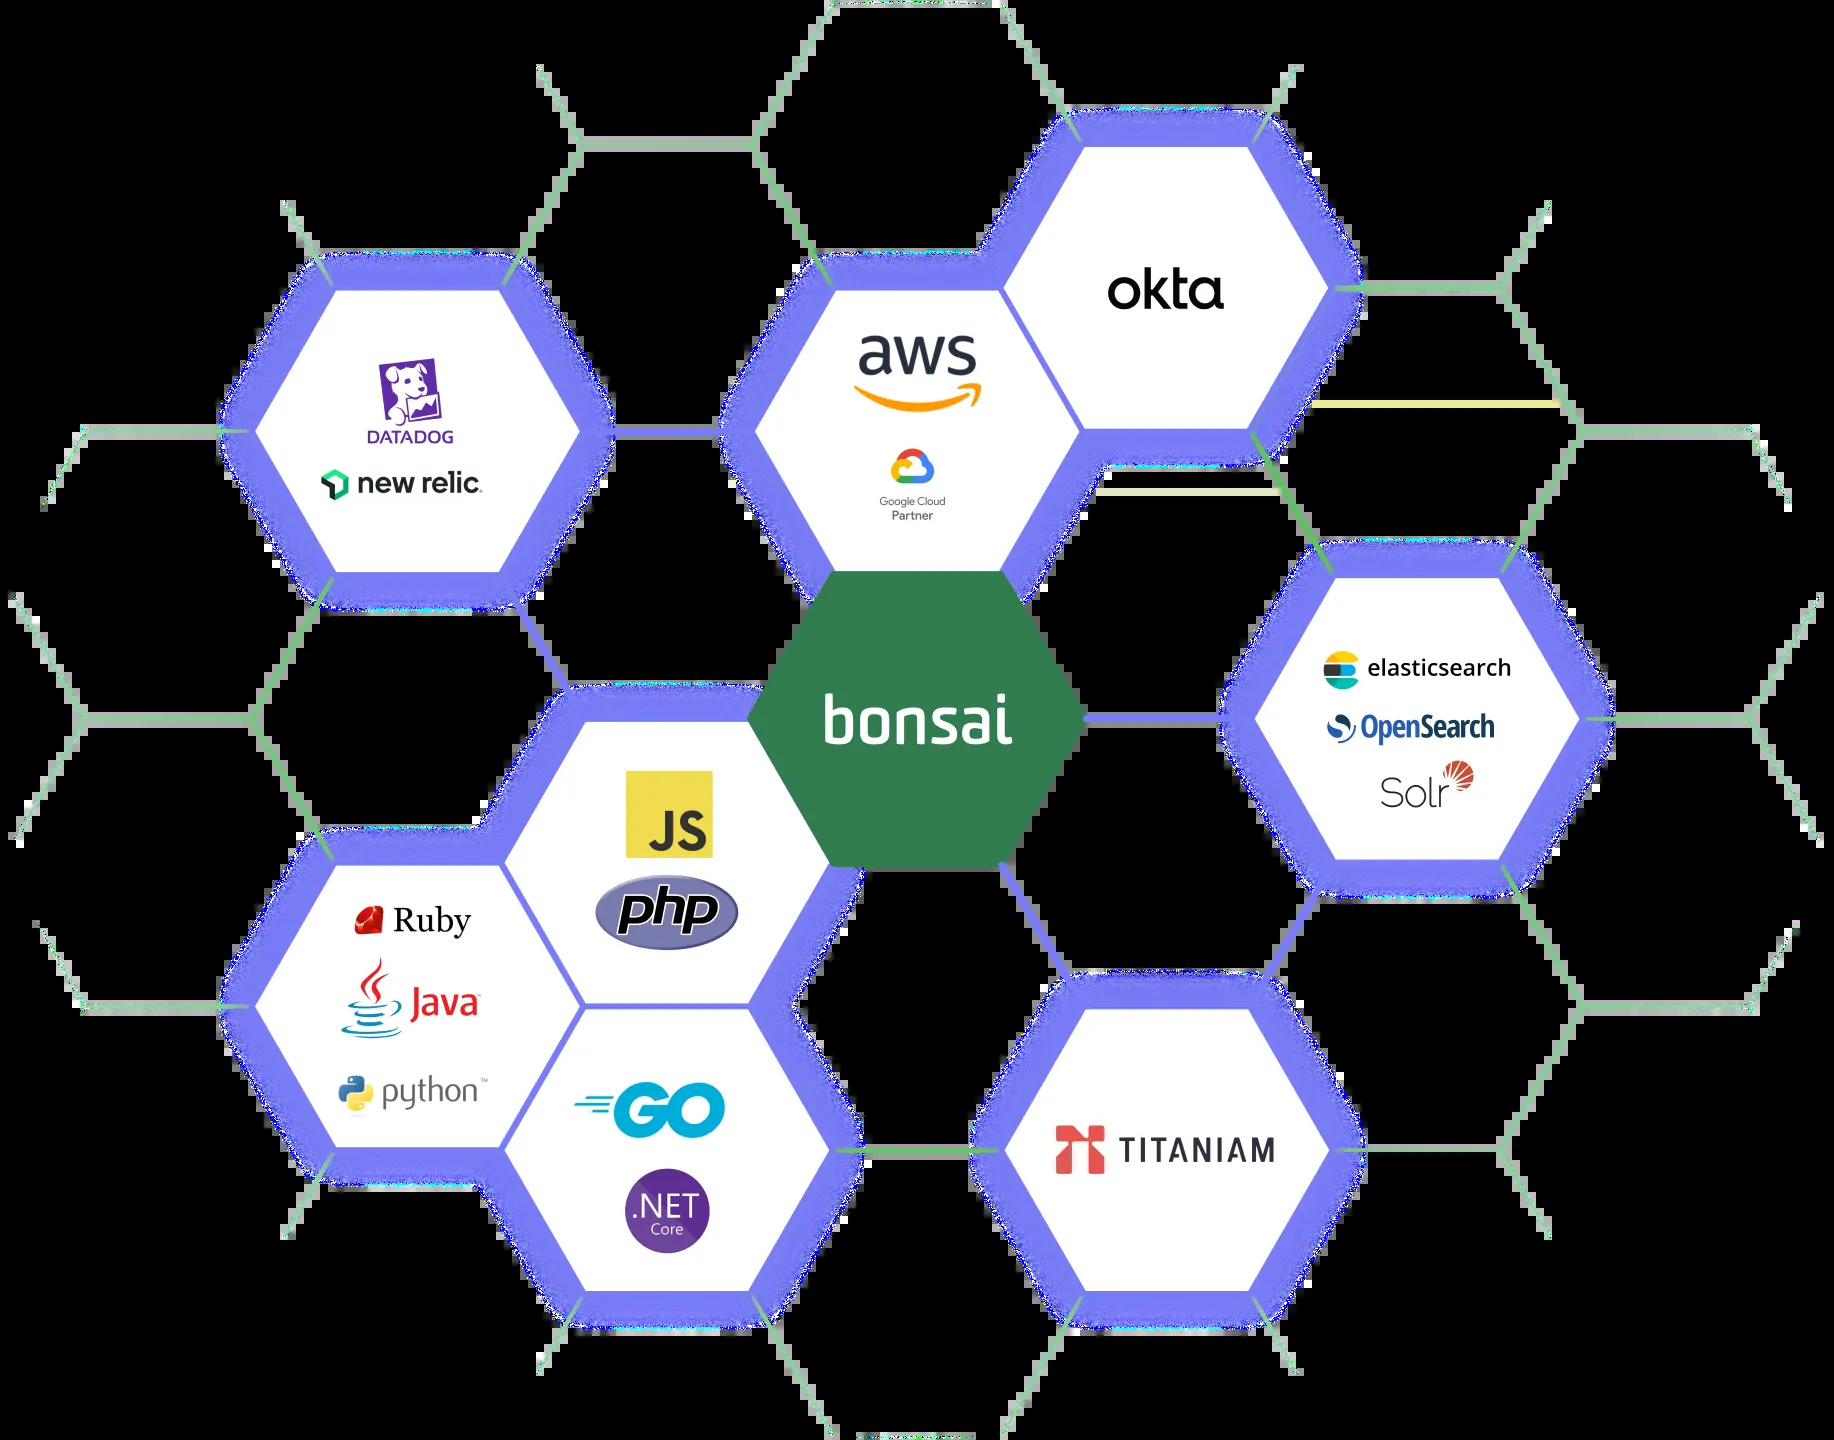 okta
aws
DATADOG
new relic.
Google Cloud
Partner
elasticsearch
OpenSearch
Solr
bonsai
JS
php
Ruby
Java™
python™
GO
.NET
Core
TITANIAM